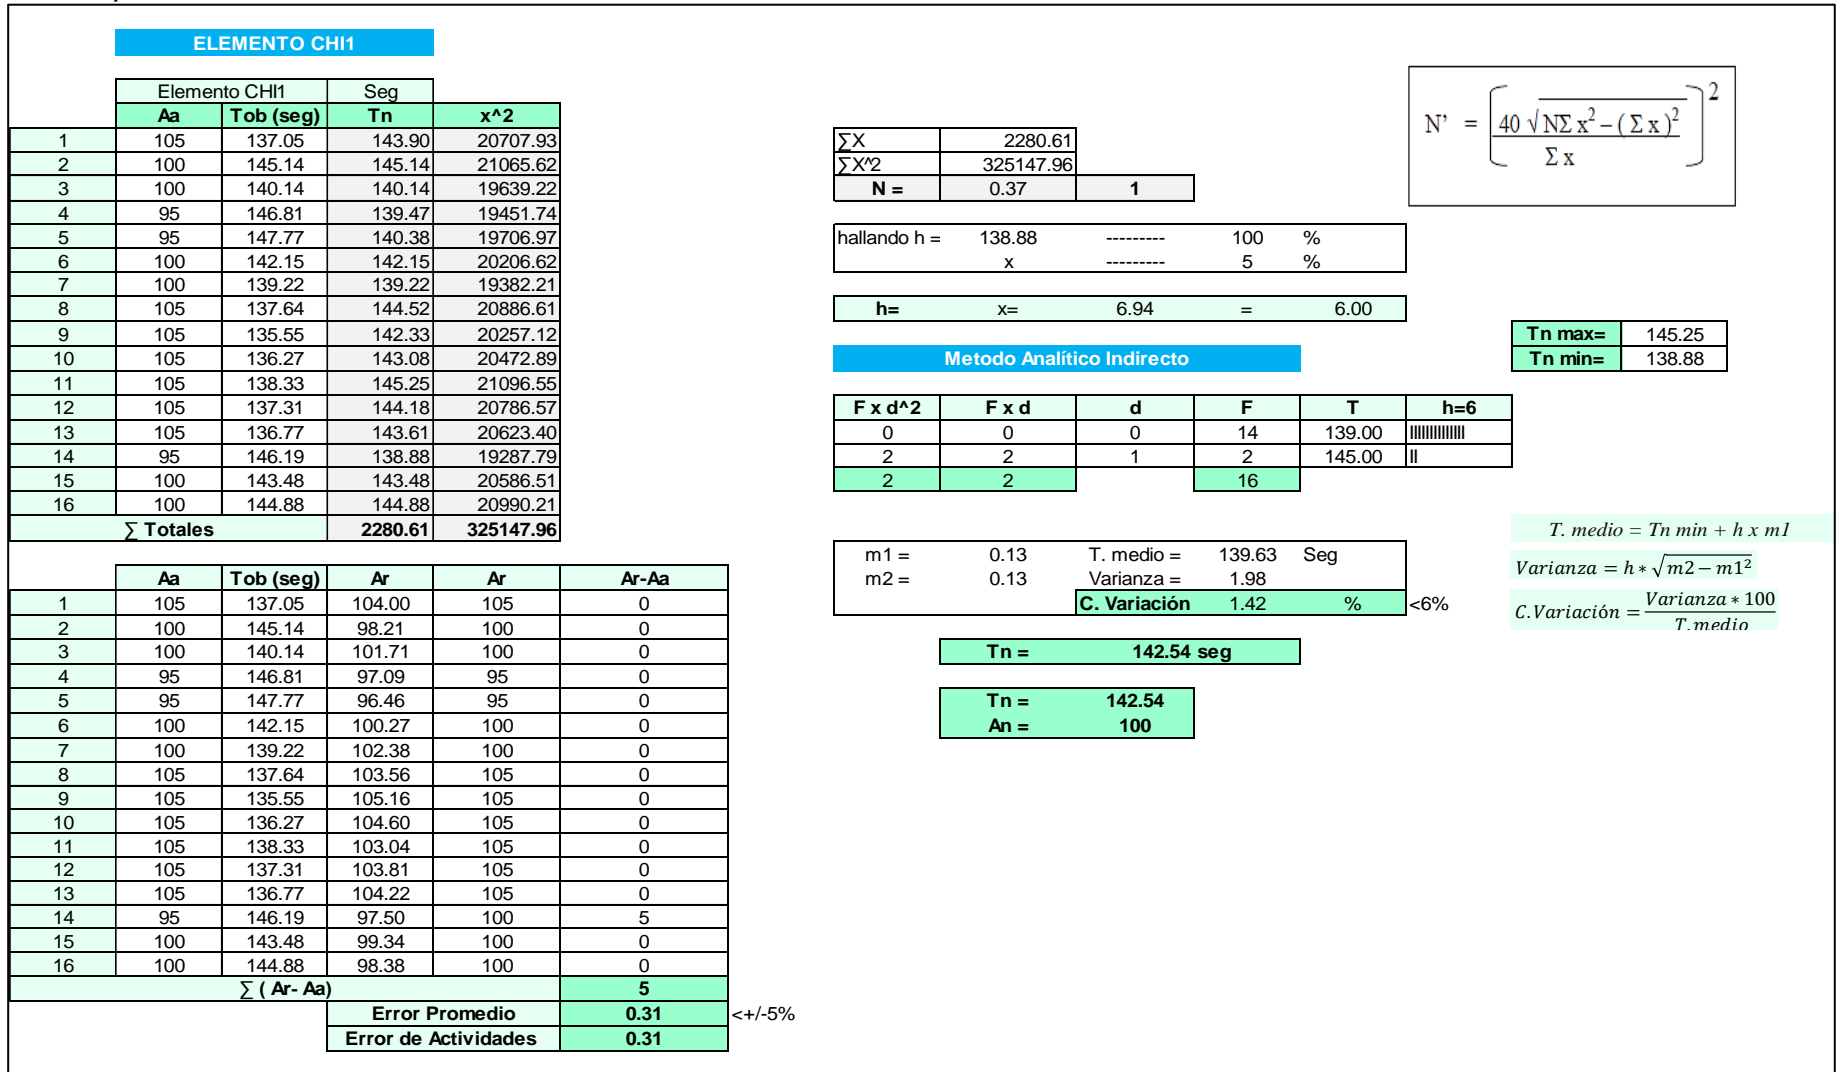 ELEMENTO CHI1
Elemento CHI1 Seg
Aa Tob (seg) Tn x^2
1 105 137.05 143.90 20707.93
2 100 145.14 145.14 21065.62
3 100 140.14 140.14 19639.22
4 95 146.81 139.47 19451.74
5 95 147.77 140.38 19706.97
6 100 142.15 142.15 20206.62
7 100 139.22 139.22 19382.21
8 105 137.64 144.52 20886.61
9 105 135.55 142.33 20257.12
10 105 136.27 143.08 20472.89
11 105 138.33 145.25 21096.55
12 105 137.31 144.18 20786.57
13 105 136.77 143.61 20623.40
14 95 146.19 138.88 19287.79
15 100 143.48 143.48 20586.51
16 100 144.88 144.88 20990.21
∑ Totales 2280.61 325147.96
Aa Tob (seg) Ar Ar Ar-Aa
1 105 137.05 104.00 105 0
2 100 145.14 98.21 100 0
3 100 140.14 101.71 100 0
4 95 146.81 97.09 95 0
5 95 147.77 96.46 95 0
6 100 142.15 100.27 100 0
7 100 139.22 102.38 100 0
8 105 137.64 103.56 105 0
9 105 135.55 105.16 105 0
10 105 136.27 104.60 105 0
11 105 138.33 103.04 105 0
12 105 137.31 103.81 105 0
13 105 136.77 104.22 105 0
14 95 146.19 97.50 100 5
15 100 143.48 99.34 100 0
16 100 144.88 98.38 100 0
∑ ( Ar- Aa) 5
Error Promedio 0.31 <+/-5%
Error de Actividades 0.31
∑X 2280.61
∑X^2 325147.96
N = 0.37 1
hallando h = 138.88 --------- 100 %
x --------- 5 %
h= x= 6.94 = 6.00
Metodo Analítico Indirecto
F x d^2 F x d d F T h=6
0 0 0 14 139.00 IIIIIIIIIIIIII
2 2 1 2 145.00 II
2 2 16
m1 = 0.13 T. medio = 139.63 Seg
m2 = 0.13 Varianza = 1.98
C. Variación 1.42 % <6%
Tn = 142.54 seg
Tn = 142.54
An = 100
N' = [40 √NΣ x² – ( Σ x )² / Σ x]²
Tn max= 145.25
Tn min= 138.88
T. medio = Tn min + h x m1
Varianza = h * √m2 − m1²
C.Variación = Varianza * 100 / T.medio